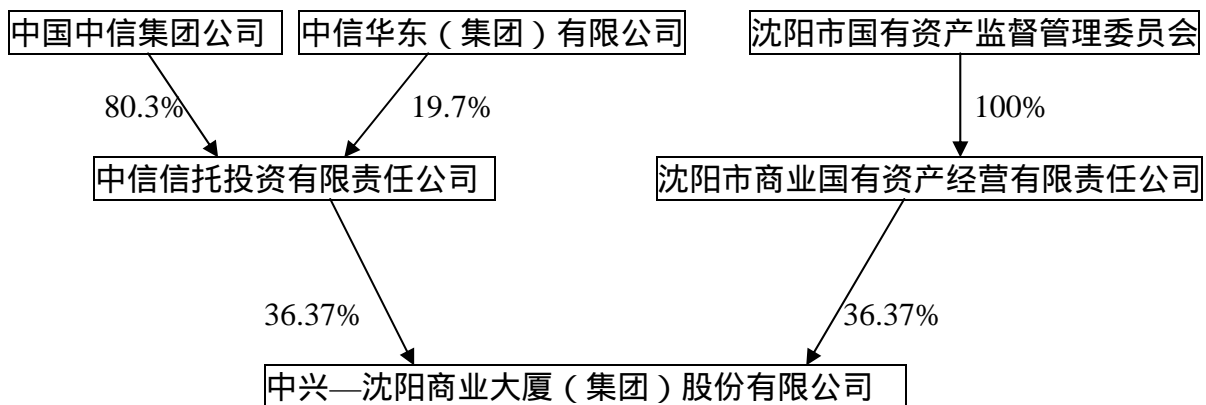 中国中信集团公司 中信华东（集团）有限公司 沈阳市国有资产监督管理委员会
80.3% 19.7% 100%
中信信托投资有限责任公司 沈阳市商业国有资产经营有限责任公司
36.37% 36.37%
中兴—沈阳商业大厦（集团）股份有限公司